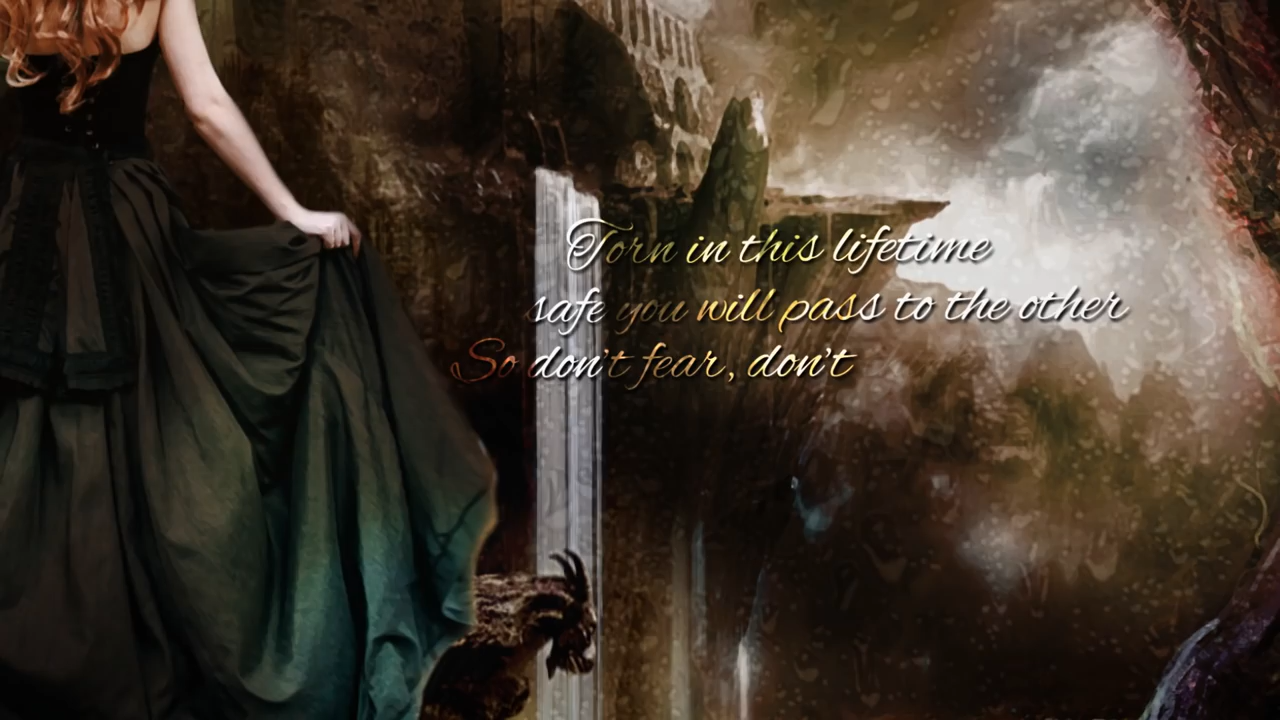 Torn in this lifetime
safe you will pass to the other
So don't fear, don't